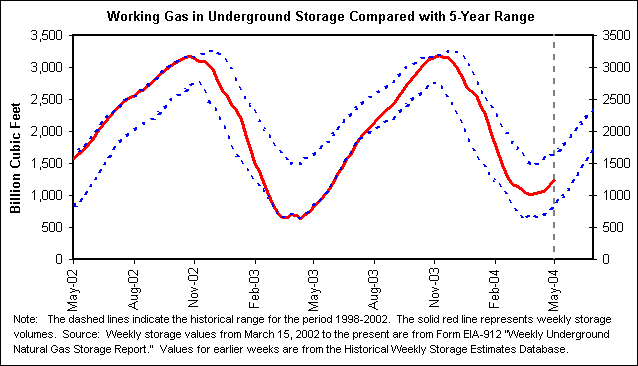 Working Gas in Underground Storage Compared with 5-Year Range
Billion Cubic Feet
3,500
3,000
2,500
2,000
1,500
1,000
500
0
3500
3000
2500
2000
1500
1000
500
0
May-02
Aug-02
Nov-02
Feb-03
May-03
Aug-03
Nov-03
Feb-04
May-04
Note: The dashed lines indicate the historical range for the period 1998-2002. The solid red line represents weekly storage
volumes. Source: Weekly storage values from March 15, 2002 to the present are from Form EIA-912 "Weekly Underground
Natural Gas Storage Report." Values for earlier weeks are from the Historical Weekly Storage Estimates Database.